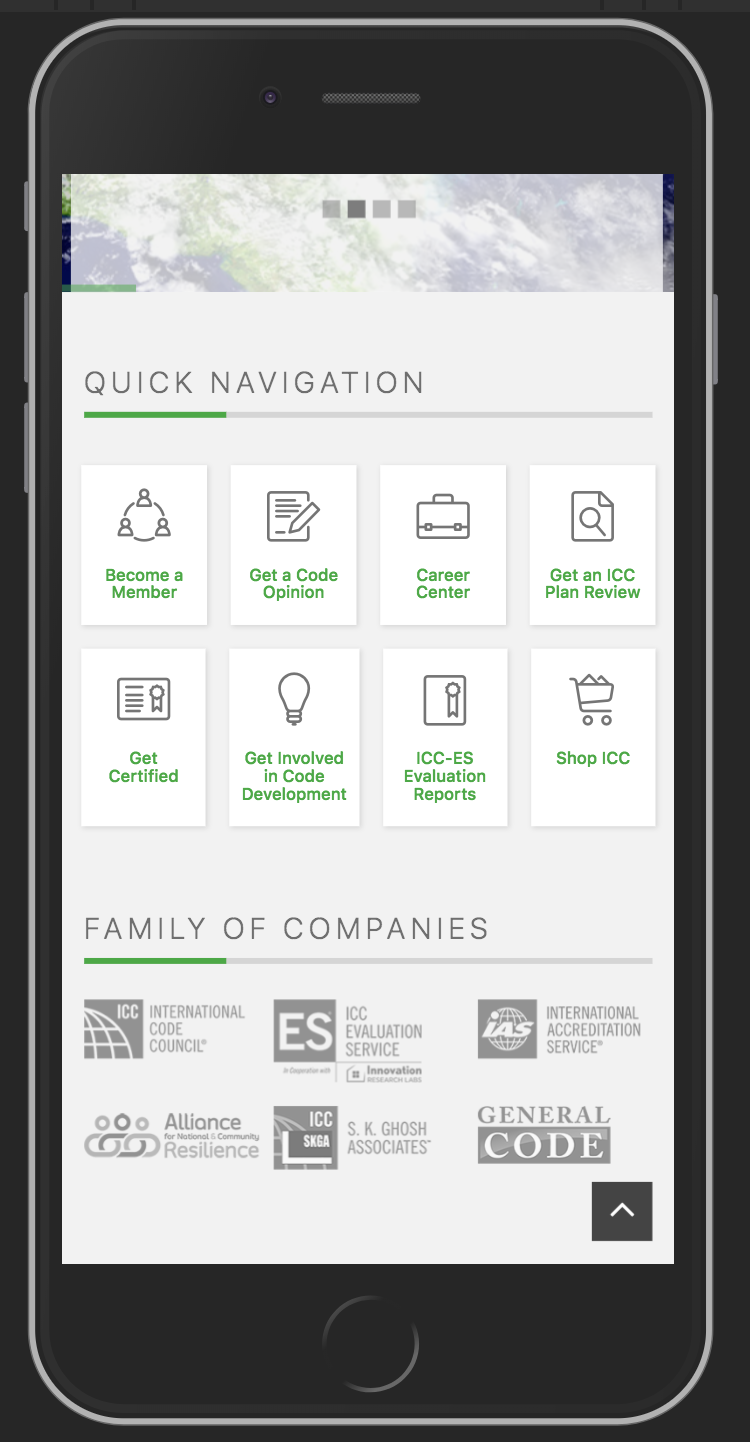 QUICK NAVIGATION
Become a
Member
Get a Code
Opinion
Career
Center
Get an ICC
Plan Review
Get
Certified
Get Involved
in Code
Development
ICC-ES
Evaluation
Reports
Shop ICC
FAMILY OF COMPANIES
ICC
INTERNATIONAL
CODE
COUNCIL®
ES
ICC
EVALUATION
SERVICE
In Cooperation with
Innovation
RESEARCH LABS
IAS
INTERNATIONAL
ACCREDITATION
SERVICE®
Alliance
for National & Community
Resilience
ICC
SKGA
S. K. GHOSH
ASSOCIATES™
GENERAL
CODE